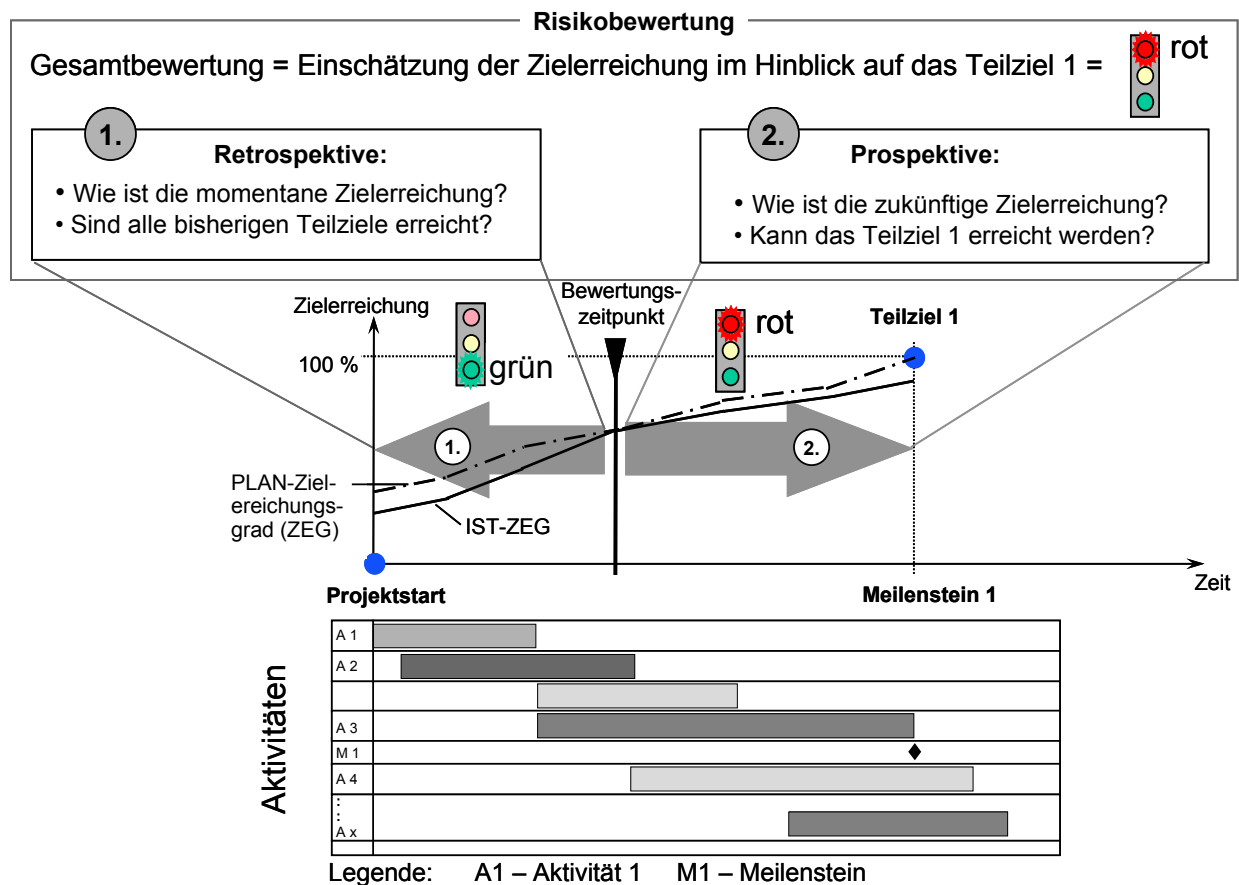 Risikobewertung
Gesamtbewertung = Einschätzung der Zielerreichung im Hinblick auf das Teilziel 1 =
rot
1.
Retrospektive:
• Wie ist die momentane Zielerreichung?
• Sind alle bisherigen Teilziele erreicht?
2.
Prospektive:
• Wie ist die zukünftige Zielerreichung?
• Kann das Teilziel 1 erreicht werden?
Zielerreichung
100 %
grün
Bewertungs-
zeitpunkt
rot
Teilziel 1
1.
2.
PLAN-Ziel-
ereichungs-
grad (ZEG)
IST-ZEG
Zeit
Projektstart
Meilenstein 1
Aktivitäten
A 1
A 2
A 3
M 1
A 4
:
:
A x
Legende: A1 – Aktivität 1 M1 – Meilenstein